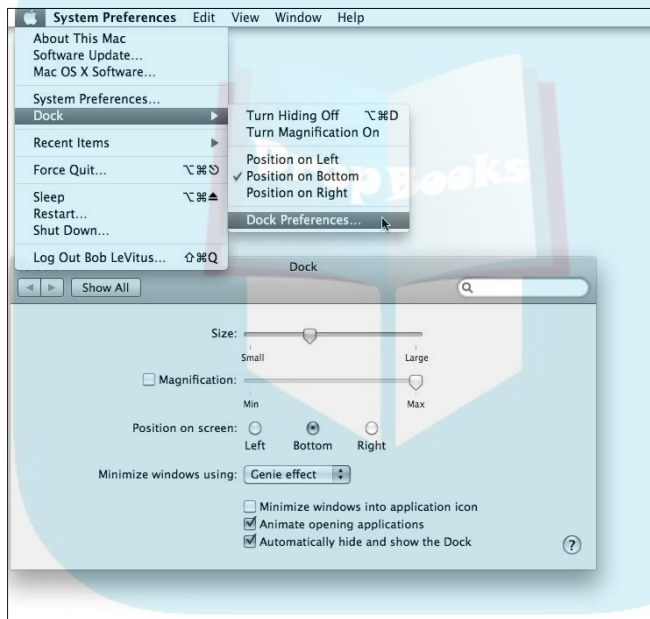 System Preferences Edit View Window Help
About This Mac
Software Update...
Mac OS X Software...
System Preferences...
Dock ▶
Turn Hiding Off ⌥⌘D
Turn Magnification On
Position on Left
✓ Position on Bottom
Position on Right
Dock Preferences...
Recent Items ▶
Force Quit... ⌥⌘⎋
Sleep ⌥⌘⏏
Restart...
Shut Down...
Log Out Bob LeVitus... ⇧⌘Q
Drop Books
Dock
Show All
Size:
Small Large
Magnification:
Min Max
Position on screen:
Left Bottom Right
Minimize windows using: Genie effect
Minimize windows into application icon
Animate opening applications
Automatically hide and show the Dock
?